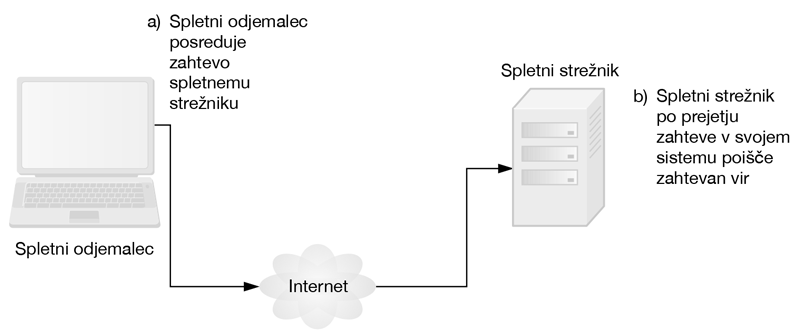 a) Spletni odjemalec
posreduje
zahtevo
spletnemu
strežniku
Spletni strežnik
b) Spletni strežnik
po prejetju
zahteve v svojem
sistemu poišče
zahtevan vir
Spletni odjemalec
Internet